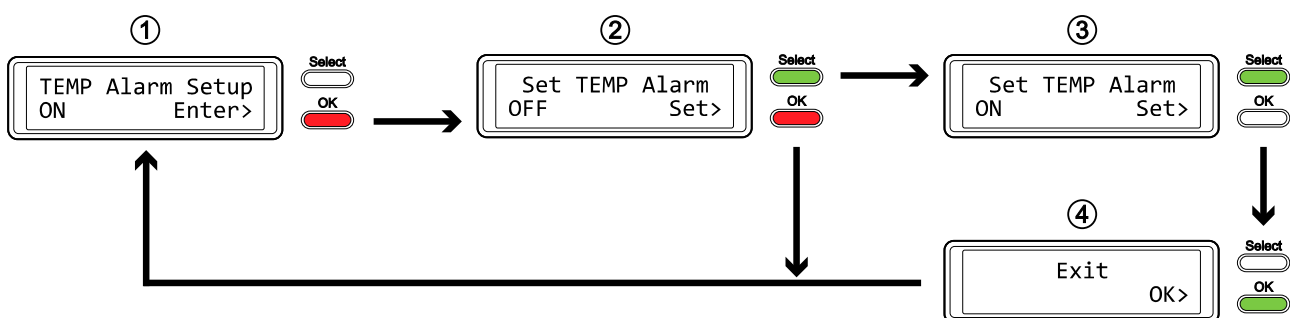 ①
TEMP Alarm Setup
ON Enter>
Select
OK
②
Set TEMP Alarm
OFF Set>
Select
OK
③
Set TEMP Alarm
ON Set>
Select
OK
④
Exit
OK>
Select
OK